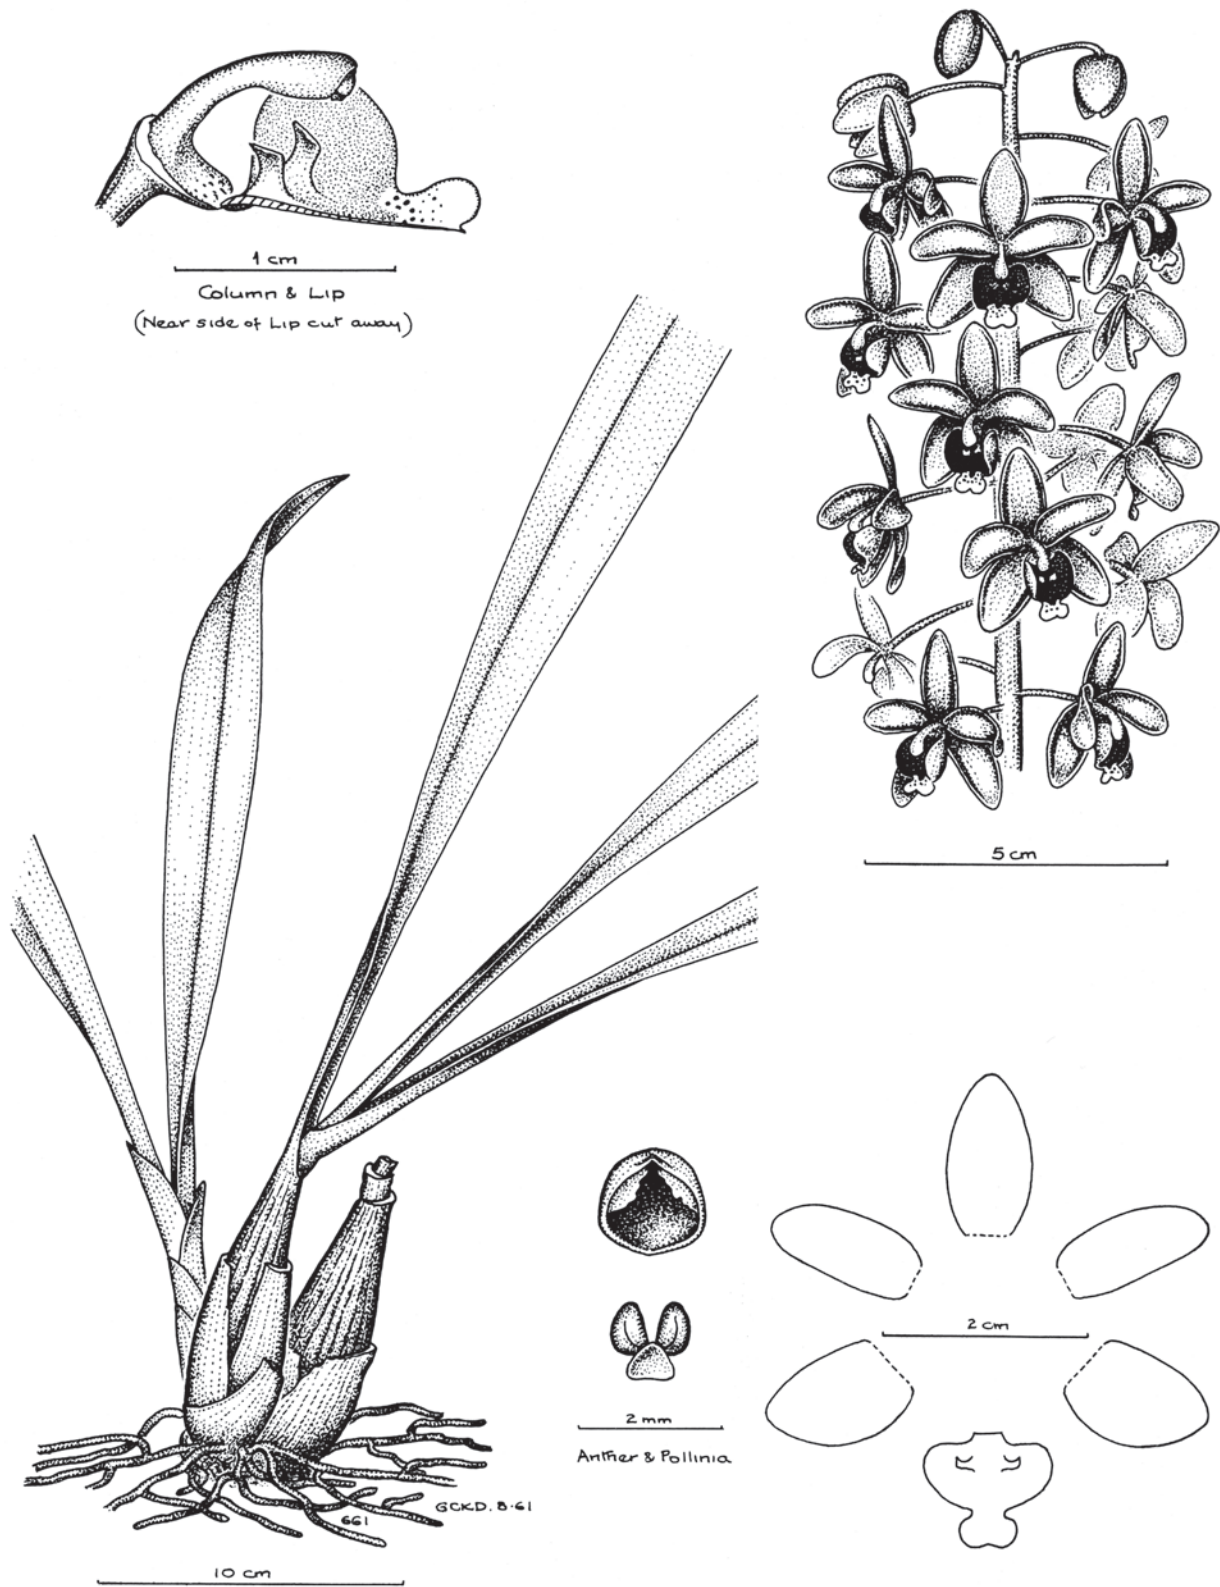 1 cm
Column & Lip
(Near side of Lip cut away)
5 cm
2 cm
2 mm
Anther & Pollinia
GCKD. 8·61
661
10 cm